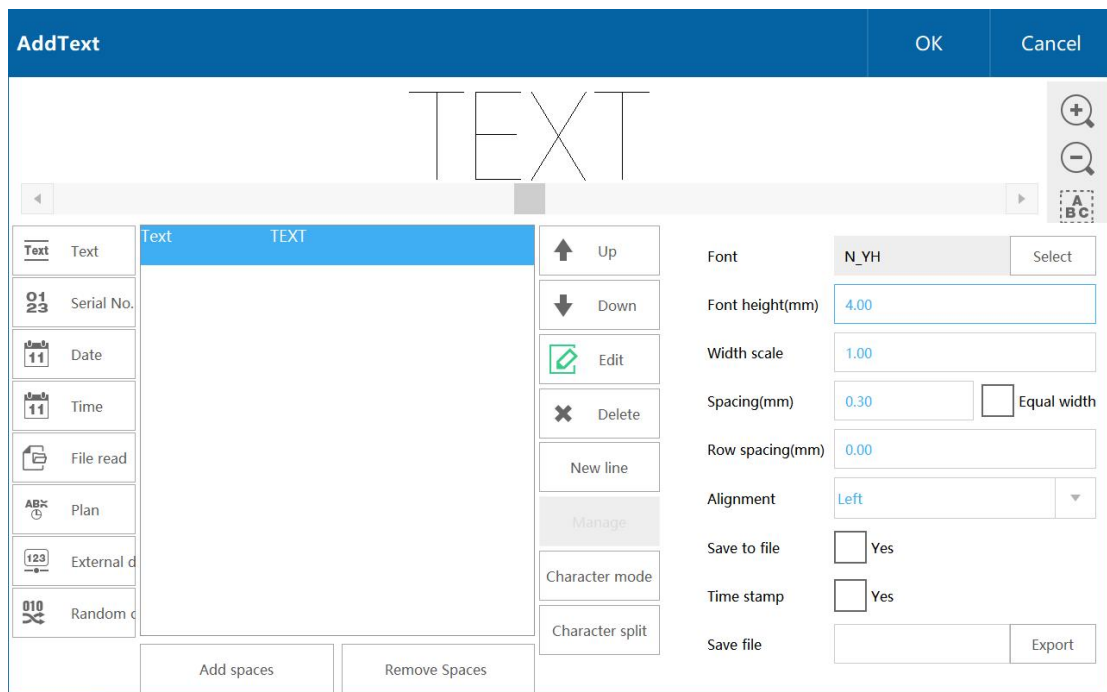 AddText OK Cancel
TEXT
A
BC
Text Text
0123 Serial No.
11 Date
11 Time
File read
AB Plan
123 External d
010 Random c
Text TEXT
Up
Down
Edit
Delete
New line
Manage
Character mode
Character split
Add spaces Remove Spaces
Font N_YH Select
Font height(mm) 4.00
Width scale 1.00
Spacing(mm) 0.30 Equal width
Row spacing(mm) 0.00
Alignment Left
Save to file Yes
Time stamp Yes
Save file Export